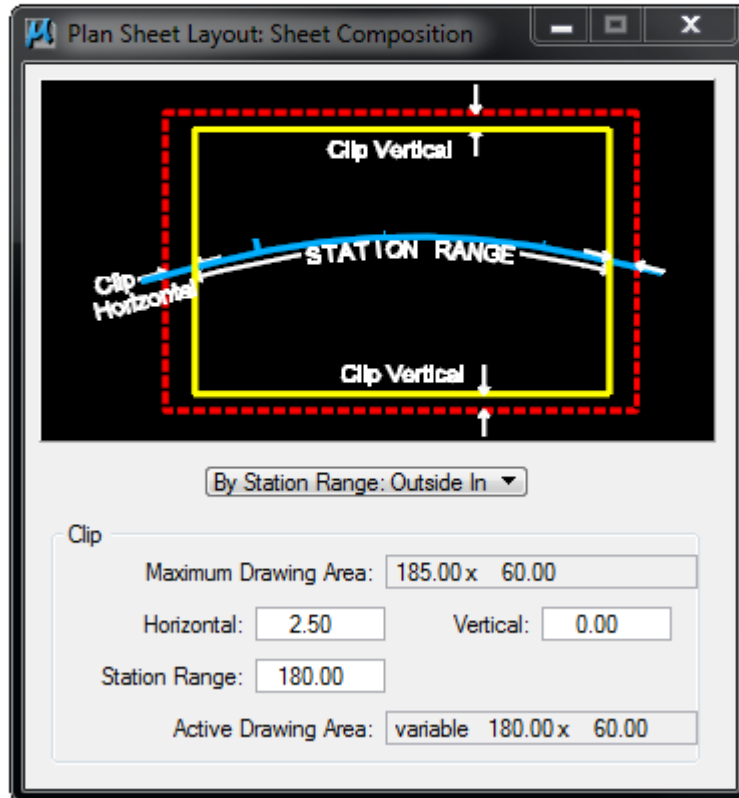 Plan Sheet Layout: Sheet Composition
Clip Vertical
STATION RANGE
Clip
Horizontal
Clip Vertical
By Station Range: Outside In
Clip
Maximum Drawing Area: 185.00 x 60.00
Horizontal: 2.50 Vertical: 0.00
Station Range: 180.00
Active Drawing Area: variable 180.00 x 60.00